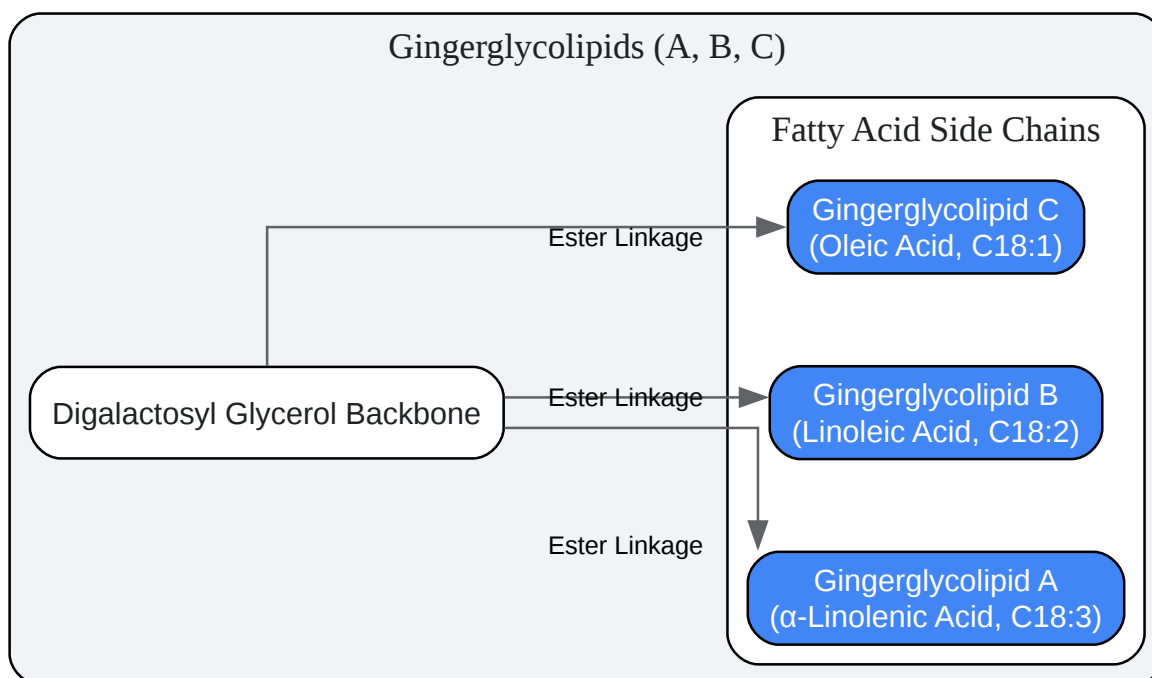 Gingerglycolipids (A, B, C)
Fatty Acid Side Chains
Gingerglycolipid C
(Oleic Acid, C18:1)
Ester Linkage
Digalactosyl Glycerol Backbone
Ester Linkage
Gingerglycolipid B
(Linoleic Acid, C18:2)
Ester Linkage
Gingerglycolipid A
(α-Linolenic Acid, C18:3)